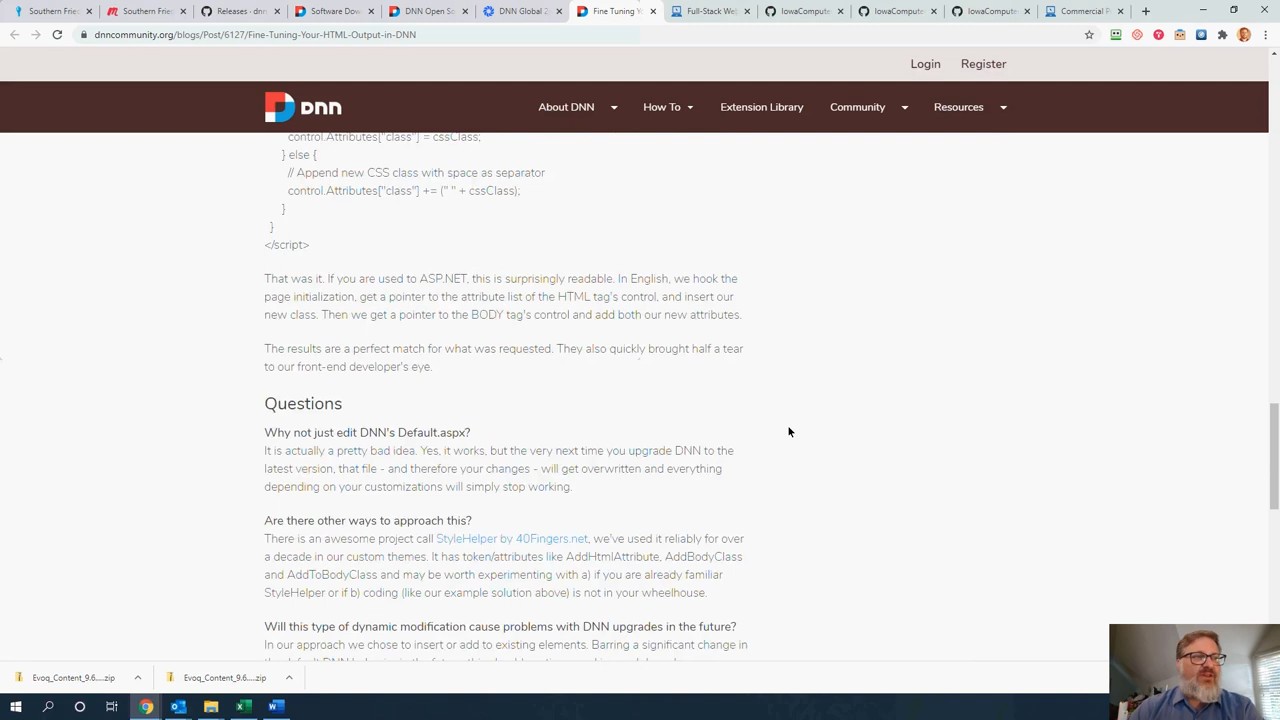 Southern Frie
Southern Frie
Releases · dnn
Software Dow
DNN Open So
DNN Global 2
Fine Tuning Yo
Full-Stack We
IowaCompute
IowaCompute
IowaCompute
Commercial P
dnncommunity.org/blogs/Post/6127/Fine-Tuning-Your-HTML-Output-in-DNN
Login Register
dnn About DNN How To Extension Library Community Resources
control.Attributes["class"] = cssClass;
} else {
// Append new CSS class with space as separator
control.Attributes["class"] += (" " + cssClass);
}
}
</script>
That was it. If you are used to ASP.NET, this is surprisingly readable. In English, we hook the
page initialization, get a pointer to the attribute list of the HTML tag's control, and insert our
new class. Then we get a pointer to the BODY tag's control and add both our new attributes.
The results are a perfect match for what was requested. They also quickly brought half a tear
to our front-end developer's eye.
Questions
Why not just edit DNN's Default.aspx?
It is actually a pretty bad idea. Yes, it works, but the very next time you upgrade DNN to the
latest version, that file - and therefore your changes - will get overwritten and everything
depending on your customizations will simply stop working.
Are there other ways to approach this?
There is an awesome project call StyleHelper by 40Fingers.net, we've used it reliably for over
a decade in our custom themes. It has token/attributes like AddHtmlAttribute, AddBodyClass
and AddToBodyClass and may be worth experimenting with a) if you are already familiar
StyleHelper or if b) coding (like our example solution above) is not in your wheelhouse.
Will this type of dynamic modification cause problems with DNN upgrades in the future?
In our approach we chose to insert or add to existing elements. Barring a significant change in
Evoq_Content_9.6....zip
Evoq_Content_9.6....zip